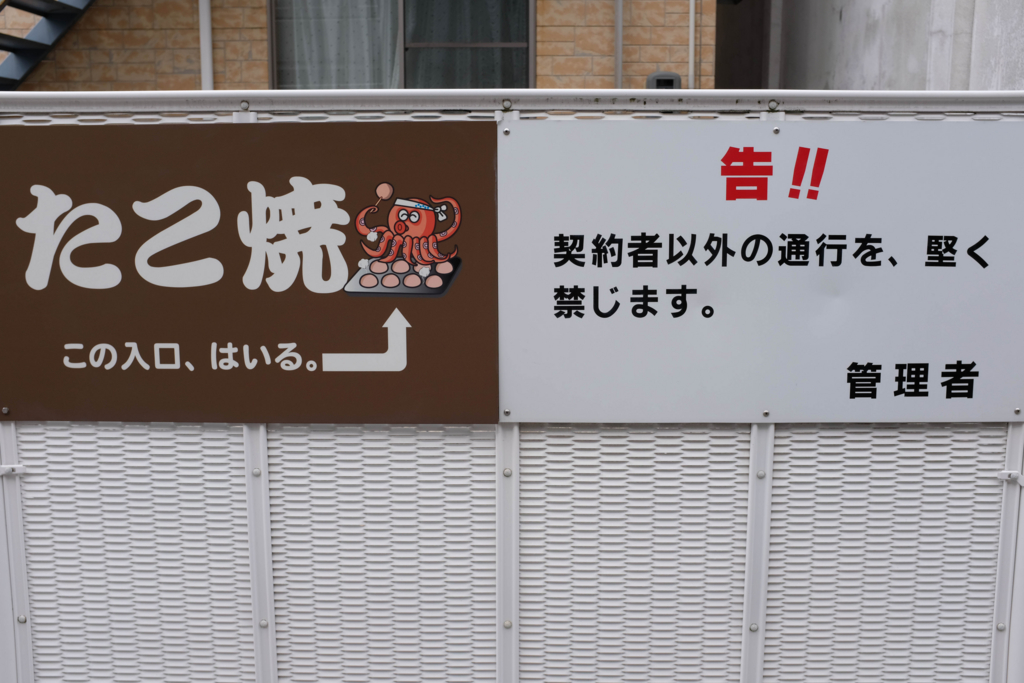 たこ焼
この入口、はいる。
告!!
契約者以外の通行を、堅く
禁じます。
管理者